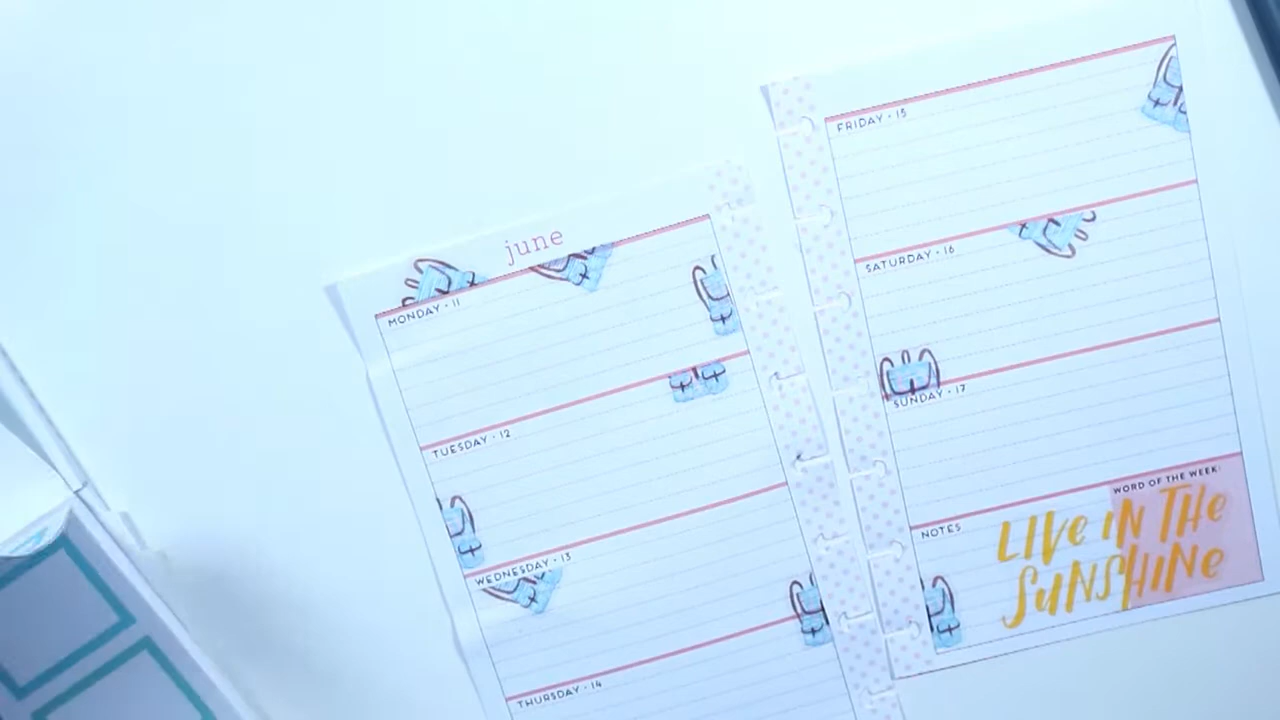 june
MONDAY · 11
TUESDAY · 12
WEDNESDAY · 13
THURSDAY · 14
FRIDAY · 15
SATURDAY · 16
SUNDAY · 17
NOTES
WORD OF THE WEEK:
LIVE IN THE
SUNSHINE